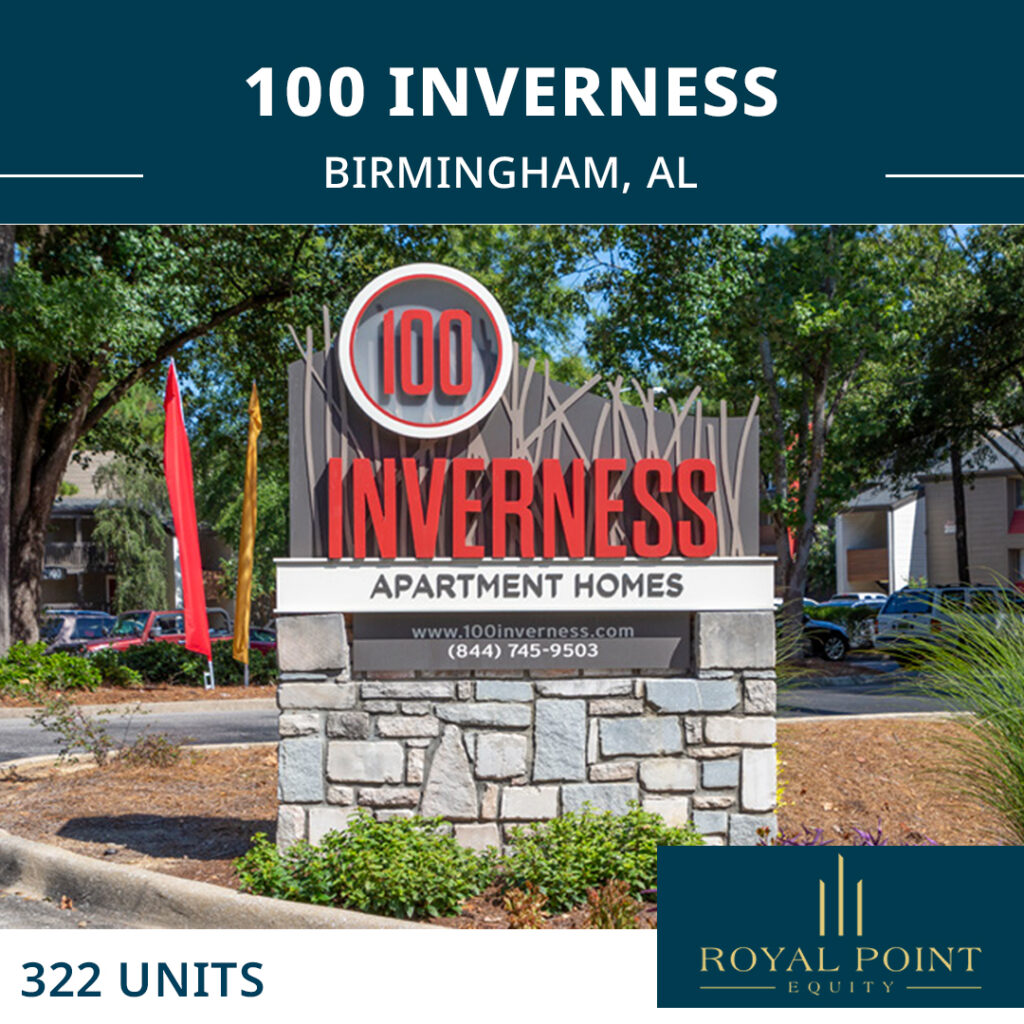 100 INVERNESS
BIRMINGHAM, AL
100
INVERNESS
APARTMENT HOMES
www.100inverness.com
(844) 745-9503
322 UNITS
ROYAL POINT
EQUITY